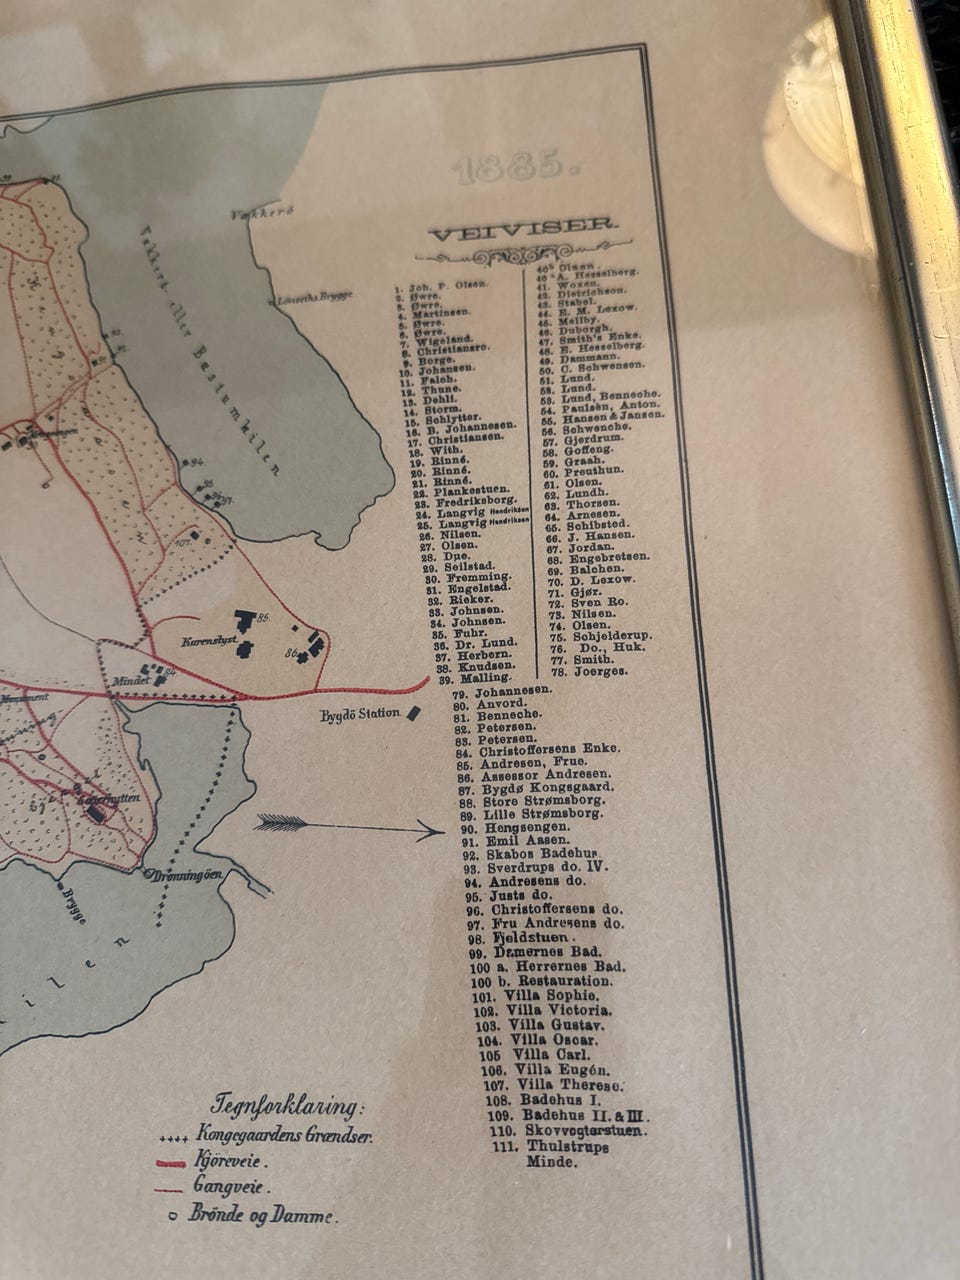 1885.
VEIVISER.
1. Joh. P. Olsen.
2. Øwre.
3. Øwre.
4. Martinsen.
5. Øwre.
6. Øwre.
7. Wigeland.
8. Christiansro.
9. Borge.
10. Johansen.
11. Falch.
12. Thune.
13. Dehli.
14. Storm.
15. Schlytter.
16. B. Johannesen.
17. Christiansen.
18. With.
19. Rinné.
20. Rinné.
21. Rinné.
22. Plankestuen.
23. Fredriksborg.
24. Langvig Hendriksen
25. Langvig Hendriksen
26. Nilsen.
27. Olsen.
28. Due.
29. Seilstad.
30. Fremming.
31. Engelstad.
32. Rieker.
33. Johnsen.
34. Johnsen.
35. Fuhr.
36. Dr. Lund.
37. Herbern.
38. Knudsen.
39. Malling.
40b Olsen.
40 a A. Hesselberg.
41. Woxen.
42. Dietrichson.
43. Stabel.
44. E. M. Lexow.
45. Mellby.
46. Duborgh.
47. Smith's Enke.
48. E. Hesselberg.
49. Dammann.
50. C. Schwensen.
51. Lund.
52. Lund.
53. Lund, Benneche.
54. Paulsen, Anton.
55. Hansen & Jansen.
56. Schwenche.
57. Gjerdrum.
58. Goffeng.
59. Graah.
60. Preuthun.
61. Olsen.
62. Lundh.
63. Thorsen.
64. Arnesen.
65. Schibsted.
66. J. Hansen.
67. Jordan.
68. Engebretsen.
69. Balchen.
70. D. Lexow.
71. Gjør.
72. Sven Ro.
73. Nilsen.
74. Olsen.
75. Schjelderup.
76. Do., Huk.
77. Smith.
78. Joerges.
79. Johannesen.
80. Anvord.
81. Benneche.
82. Petersen.
83. Petersen.
84. Christoffersens Enke.
85. Andresen, Frue.
86. Assessor Andresen.
87. Bygdø Kongsgaard.
88. Store Strømsborg.
89. Lille Strømsborg.
90. Hengsengen.
91. Emil Aasen.
92. Skabos Badehus.
93. Sverdrups do. IV.
94. Andresens do.
95. Justs do.
96. Christoffersens do.
97. Fru Andresens do.
98. Fjeldstuen.
99. Damernes Bad.
100 a. Herrernes Bad.
100 b. Restauration.
101. Villa Sophie.
102. Villa Victoria.
103. Villa Gustav.
104. Villa Oscar.
105 Villa Carl.
106. Villa Eugén.
107. Villa Therese.
108. Badehus I.
109. Badehus II. & III.
110. Skovvogterstuen.
111. Thulstrups
Minde.
Vækkerö
Lönseths Brygge
Vækker- eller Bestumkilen
94.
97.
107.
Karenslyst
85.
86.
Mindet
84
Monument
Bygdö Station
Dronningöen
Brygge
ilen
Tegnforklaring:
Kongegaardens Grændser.
Kjöreveie.
Gangveie.
Brönde og Damme.